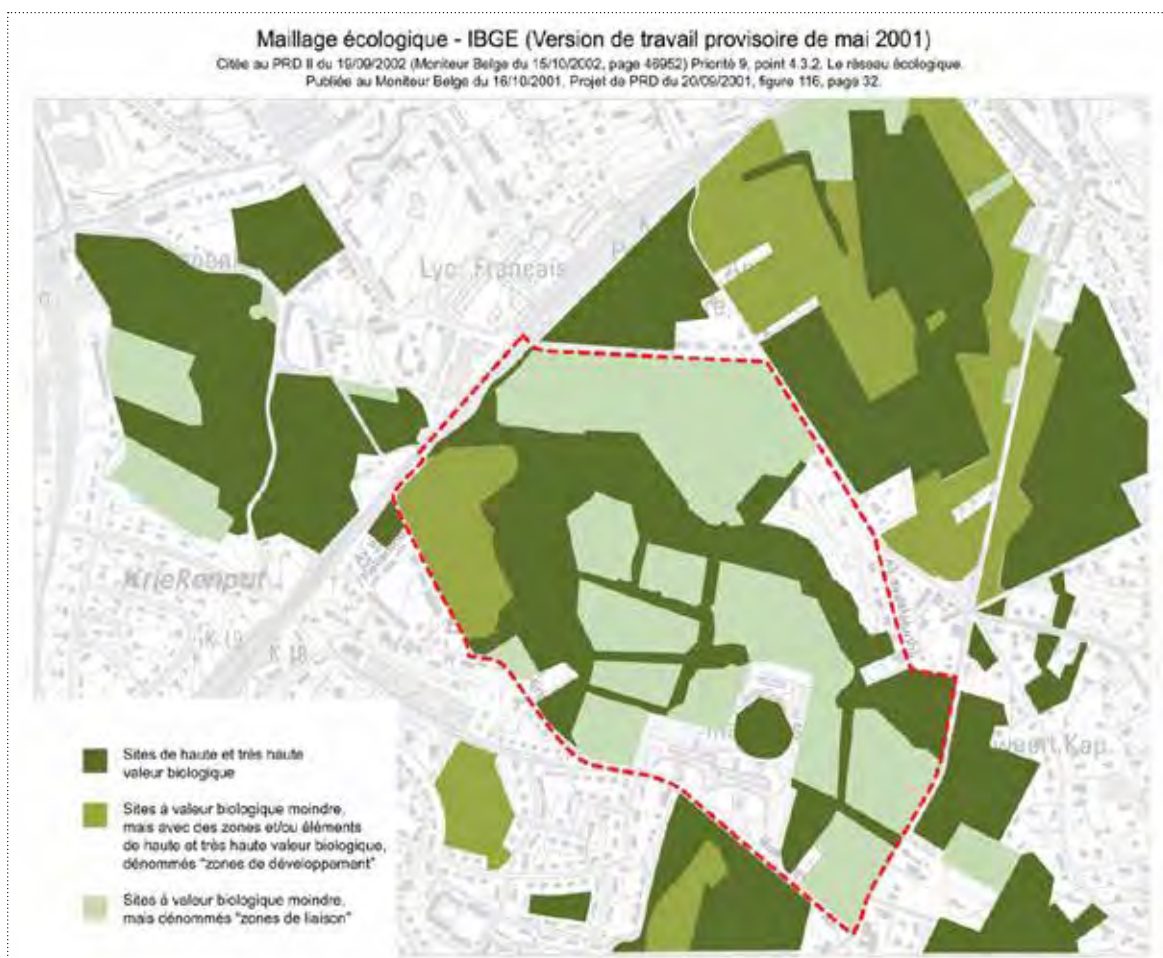 Maillage écologique - IBGE (Version de travail provisoire de mai 2001)
Citée au PRD II du 19/09/2002 (Moniteur Belge du 15/10/2002, page 46952) Priorité 9, point 4.3.2. Le réseau écologique.
Publiée au Moniteur Belge du 16/10/2001, Projet de PRD du 20/09/2001, figure 116, page 32.
Lyc. Français
KrieKenput
K 19
K 18
Kap.
Sites de haute et très haute
valeur biologique
Sites à valeur biologique moindre,
mais avec des zones et/ou éléments
de haute et très haute valeur biologique,
dénommés "zones de développement"
Sites à valeur biologique moindre,
mais dénommés "zones de liaison"